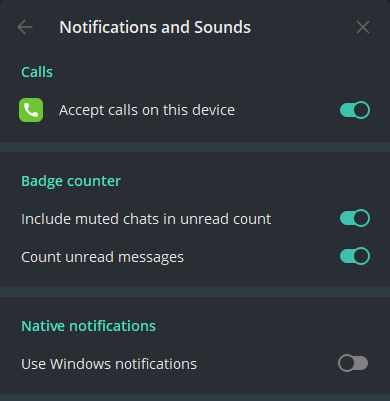 Notifications and Sounds
Calls
Accept calls on this device
Badge counter
Include muted chats in unread count
Count unread messages
Native notifications
Use Windows notifications